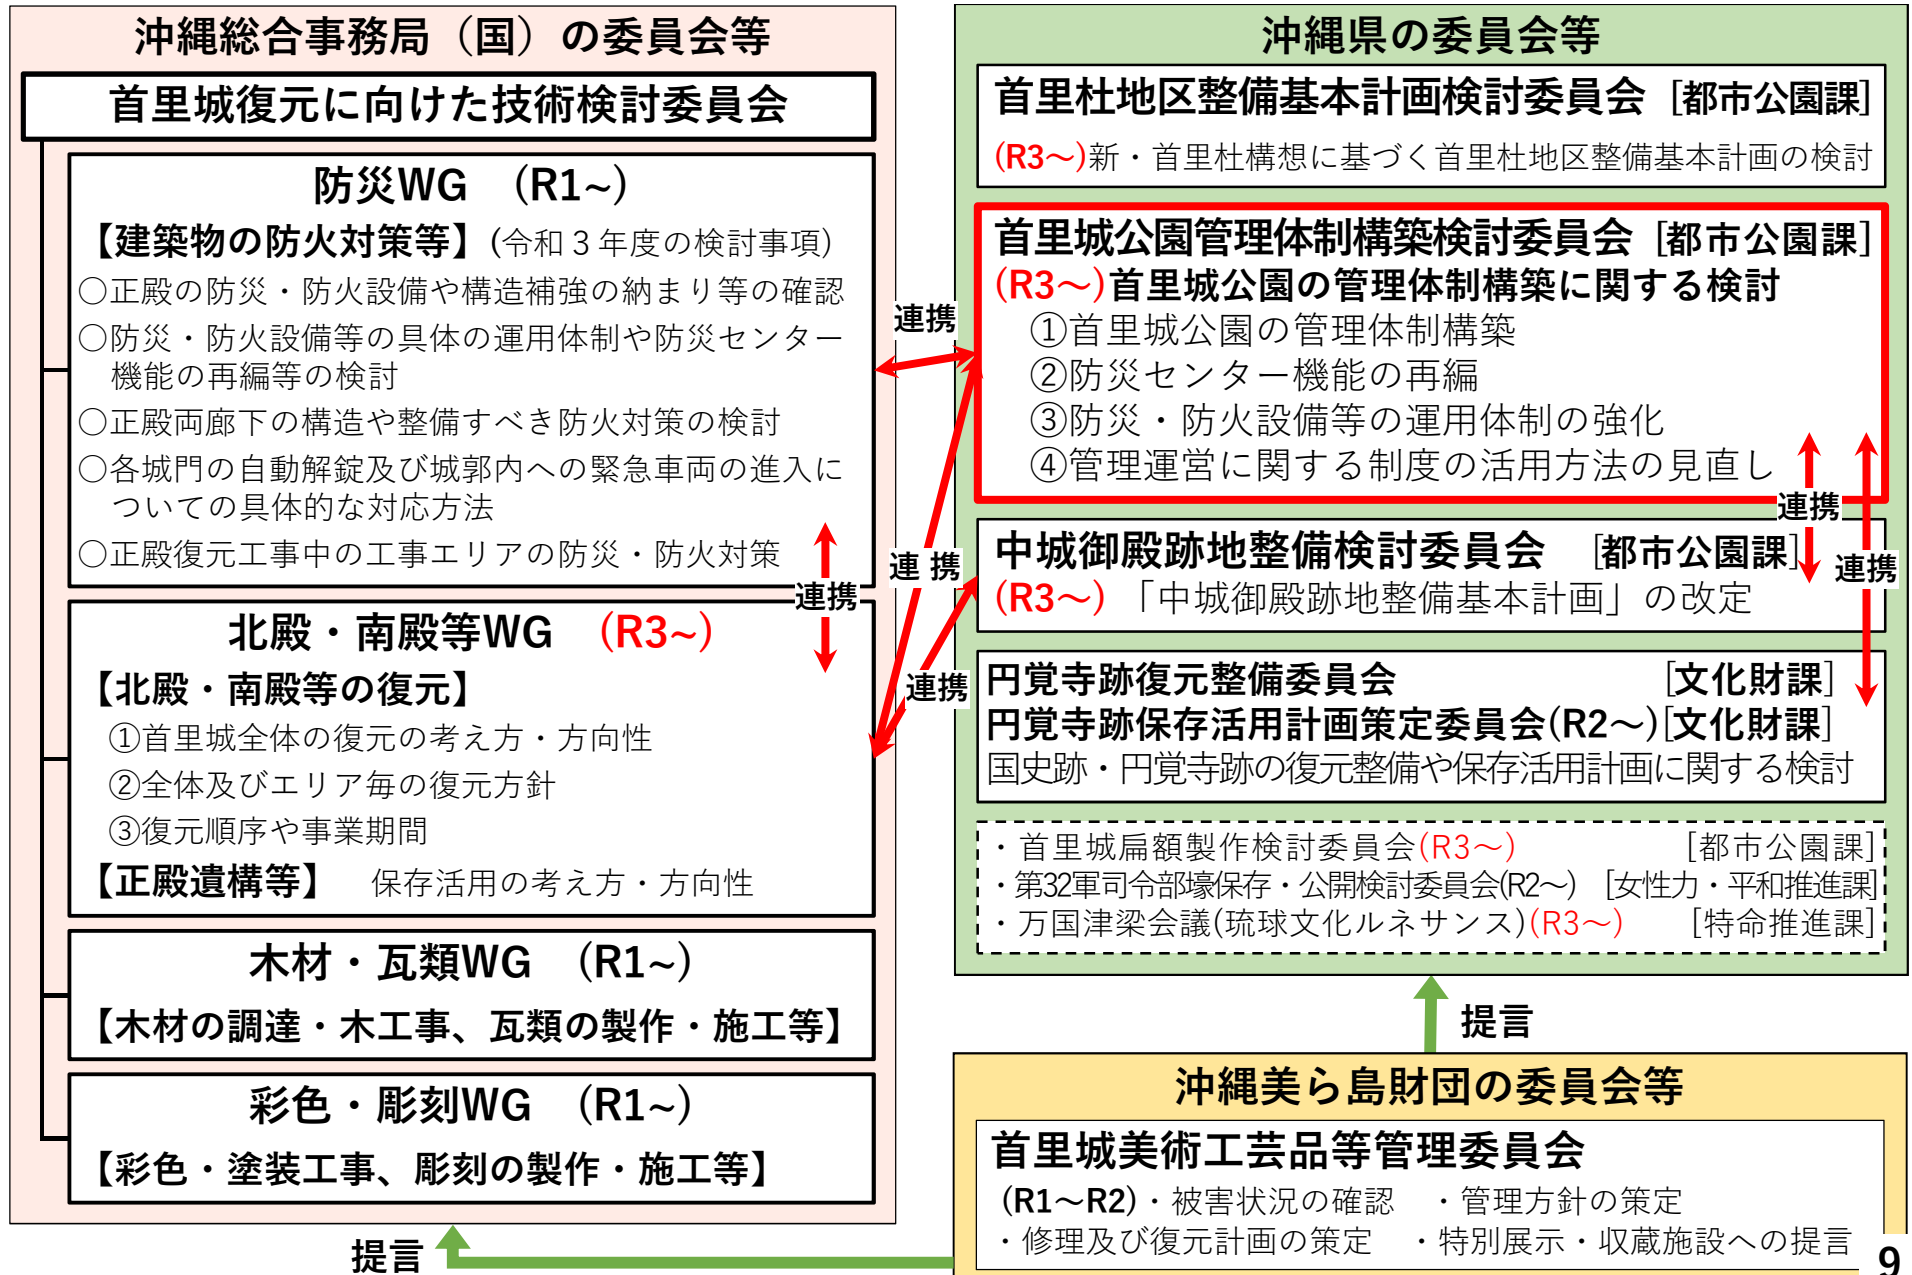 沖縄総合事務局（国）の委員会等
首里城復元に向けた技術検討委員会
防災WG （R1~）
【建築物の防火対策等】(令和３年度の検討事項)
○正殿の防災・防火設備や構造補強の納まり等の確認
○防災・防火設備等の具体の運用体制や防災センター
機能の再編等の検討
○正殿両廊下の構造や整備すべき防火対策の検討
○各城門の自動解錠及び城郭内への緊急車両の進入に
ついての具体的な対応方法
○正殿復元工事中の工事エリアの防災・防火対策
連携
北殿・南殿等WG （R3~）
【北殿・南殿等の復元】
①首里城全体の復元の考え方・方向性
②全体及びエリア毎の復元方針
③復元順序や事業期間
【正殿遺構等】 保存活用の考え方・方向性
木材・瓦類WG （R1~）
【木材の調達・木工事、瓦類の製作・施工等】
彩色・彫刻WG （R1~）
【彩色・塗装工事、彫刻の製作・施工等】
連携
連 携
連携
沖縄県の委員会等
首里杜地区整備基本計画検討委員会 [都市公園課]
(R3～)新・首里杜構想に基づく首里杜地区整備基本計画の検討
首里城公園管理体制構築検討委員会 [都市公園課]
(R3～)首里城公園の管理体制構築に関する検討
①首里城公園の管理体制構築
②防災センター機能の再編
③防災・防火設備等の運用体制の強化
④管理運営に関する制度の活用方法の見直し
連携
連携
中城御殿跡地整備検討委員会 [都市公園課]
(R3～)「中城御殿跡地整備基本計画」の改定
円覚寺跡復元整備委員会 [文化財課]
円覚寺跡保存活用計画策定委員会(R2～)[文化財課]
国史跡・円覚寺跡の復元整備や保存活用計画に関する検討
・首里城扁額製作検討委員会(R3～) [都市公園課]
・第32軍司令部壕保存・公開検討委員会(R2～) [女性力・平和推進課]
・万国津梁会議(琉球文化ルネサンス)(R3～) [特命推進課]
提言
沖縄美ら島財団の委員会等
首里城美術工芸品等管理委員会
(R1～R2)・被害状況の確認 ・管理方針の策定
・修理及び復元計画の策定 ・特別展示・収蔵施設への提言
提言
9